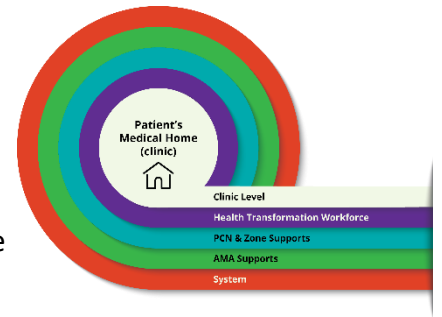 Patient's
Medical Home
(clinic)
Clinic Level
Health Transformation Workforce
e
PCN & Zone Supports
AMA Supports
System